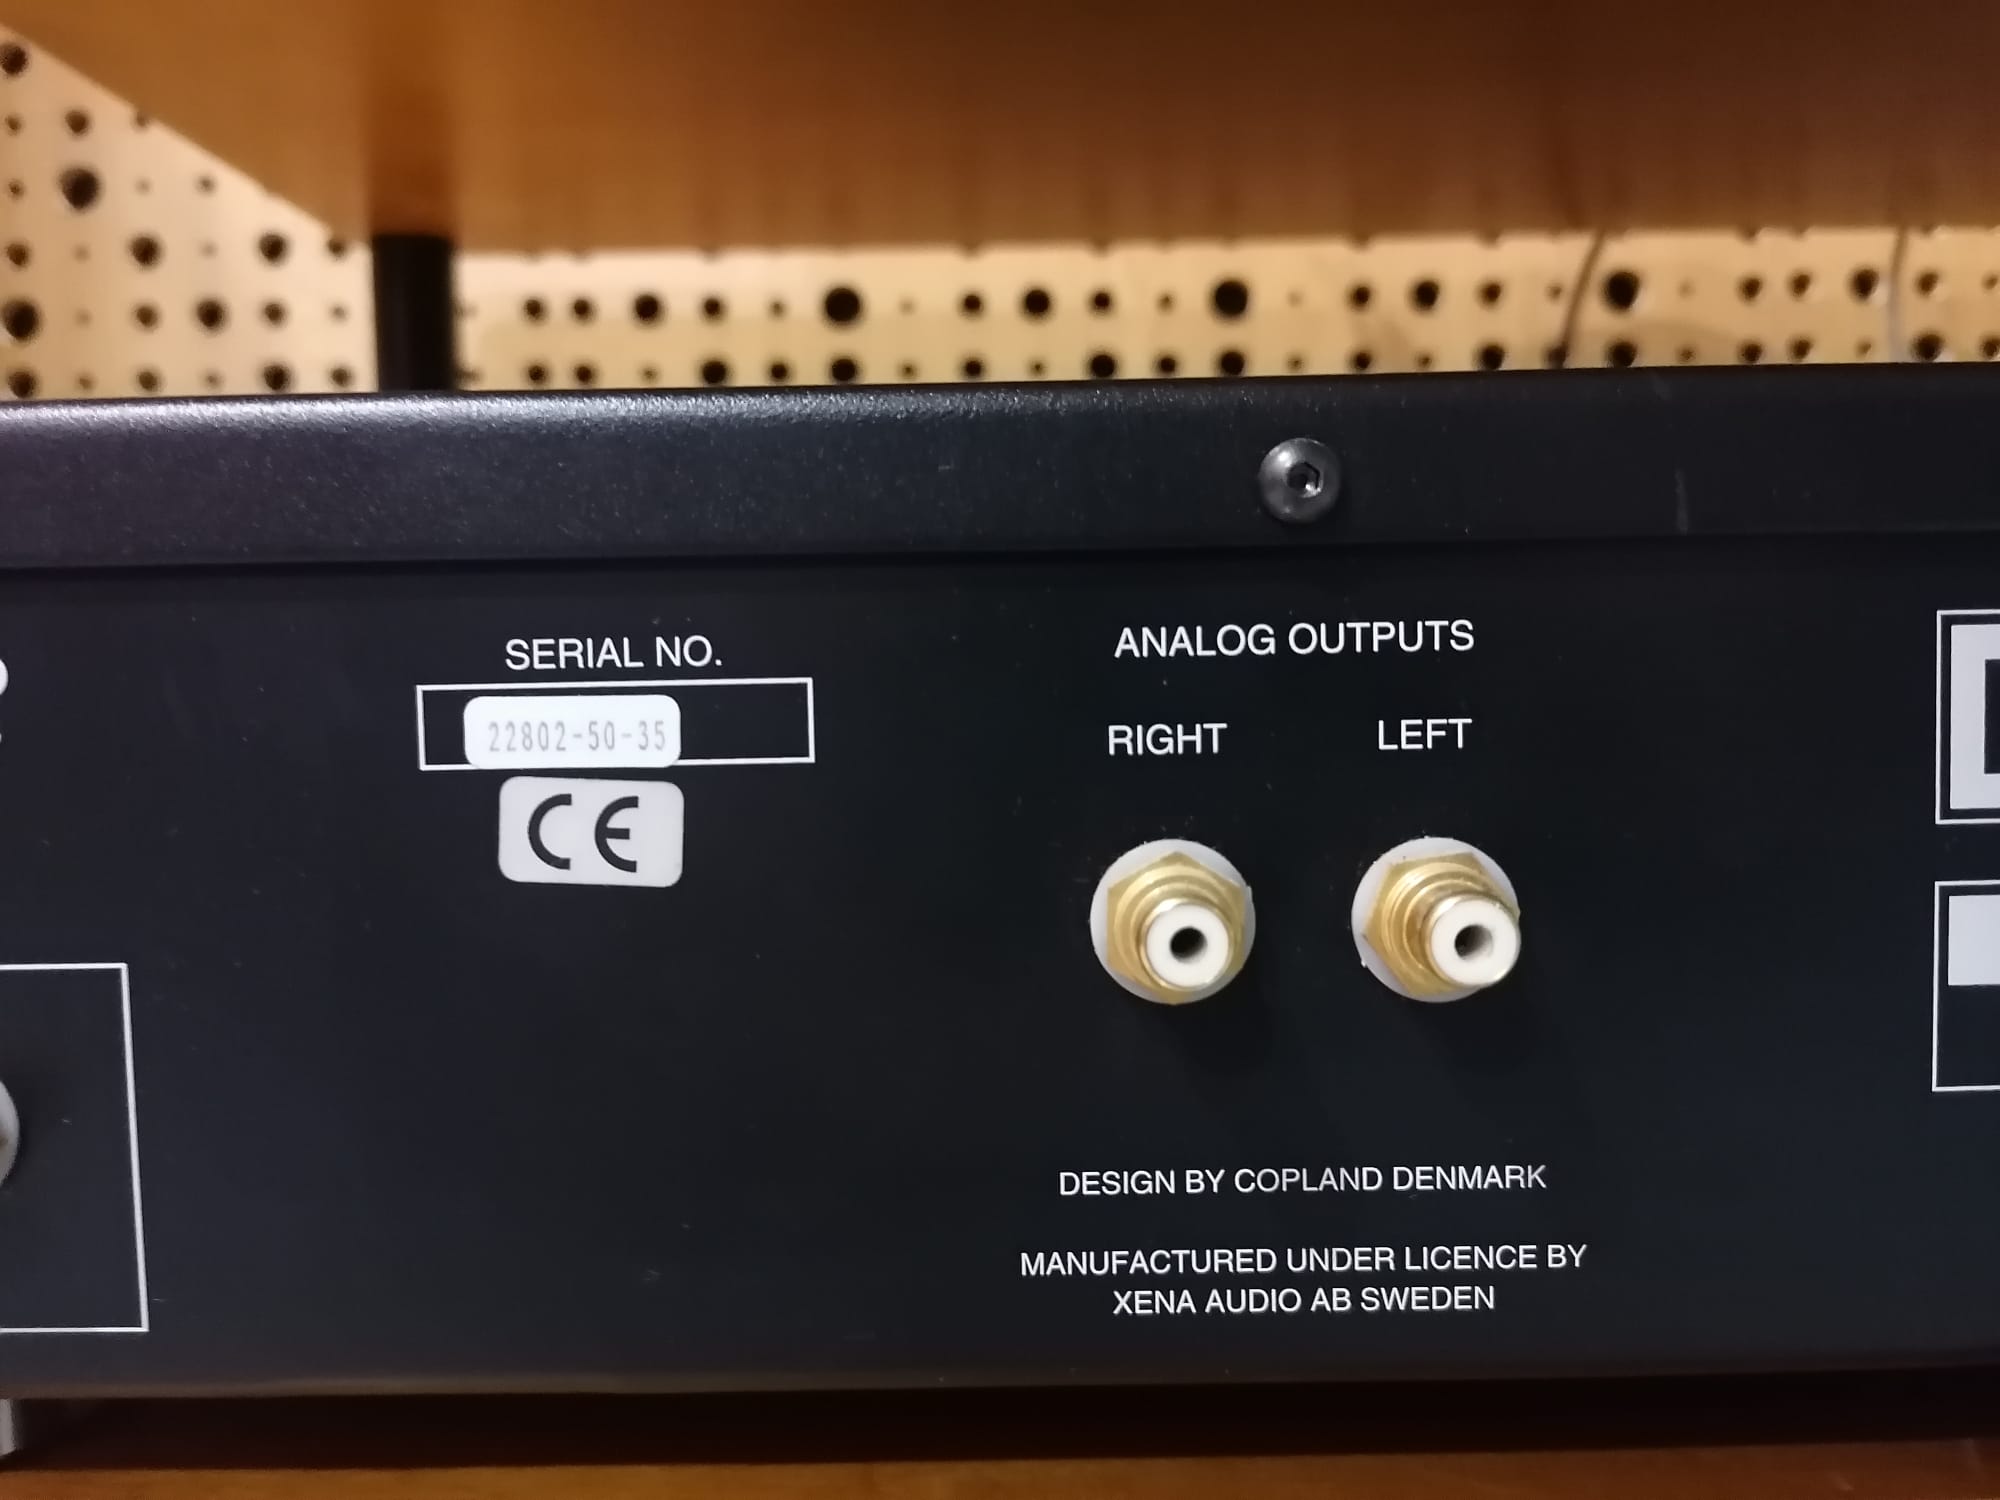 SERIAL NO.
22802-50-35
CE
ANALOG OUTPUTS
RIGHT LEFT
DESIGN BY COPLAND DENMARK
MANUFACTURED UNDER LICENCE BY
XENA AUDIO AB SWEDEN